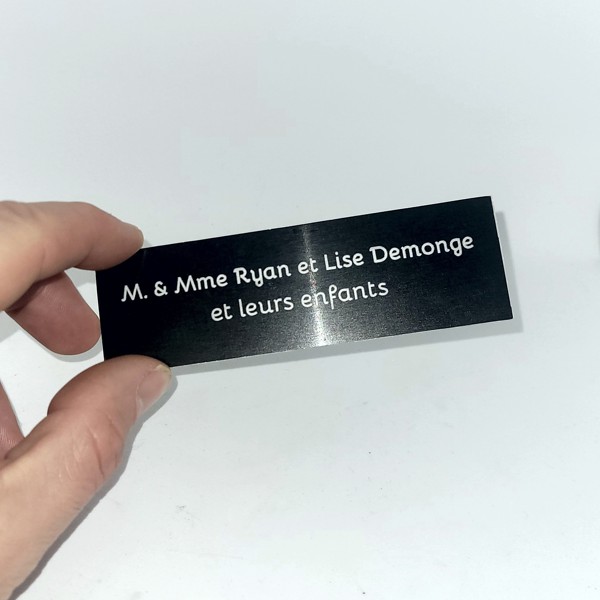 M. & Mme Ryan et Lise Demonge
et leurs enfants